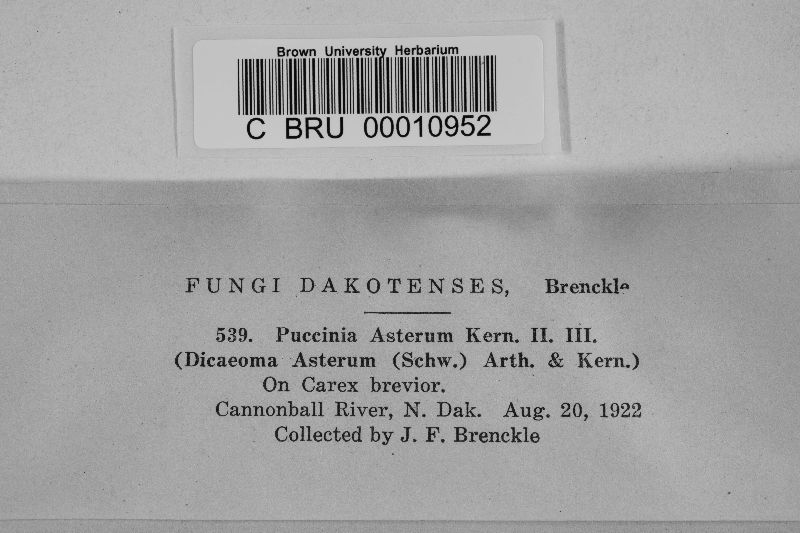 Brown University Herbarium
C BRU 00010952
FUNGI DAKOTENSES, Brenckle
539. Puccinia Asterum Kern. II. III.
(Dicaeoma Asterum (Schw.) Arth. & Kern.)
On Carex brevior.
Cannonball River, N. Dak. Aug. 20, 1922
Collected by J. F. Brenckle